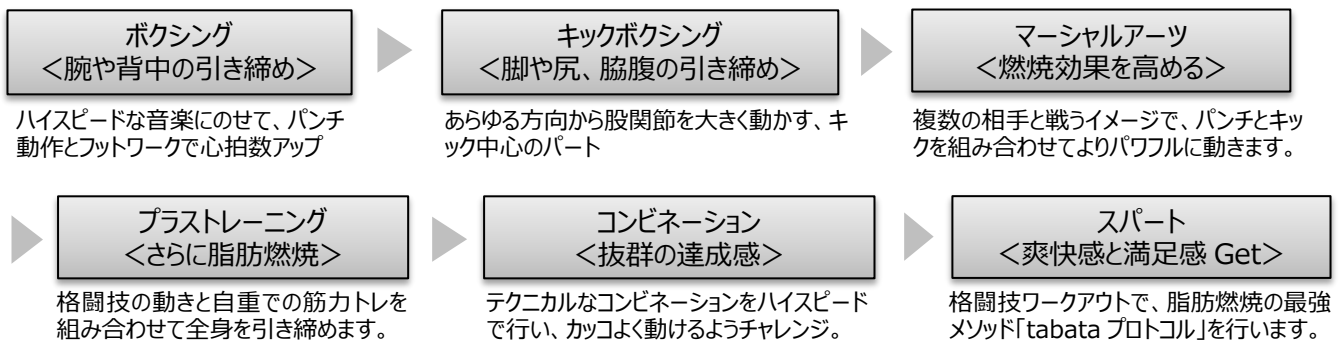 ボクシング
<腕や背中の引き締め>
ハイスピードな音楽にのせて、パンチ
動作とフットワークで心拍数アップ
キックボクシング
<脚や尻、脇腹の引き締め>
あらゆる方向から股関節を大きく動かす、キ
ック中心のパート
マーシャルアーツ
<燃焼効果を高める>
複数の相手と戦うイメージで、パンチとキッ
クを組み合わせてよりパワフルに動きます。
プラストレーニング
<さらに脂肪燃焼>
格闘技の動きと自重での筋力トレを
組み合わせて全身を引き締めます。
コンビネーション
<抜群の達成感>
テクニカルなコンビネーションをハイスピード
で行い、カッコよく動けるようチャレンジ。
スパート
<爽快感と満足感 Get>
格闘技ワークアウトで、脂肪燃焼の最強
メソッド「tabata プロトコル」を行います。